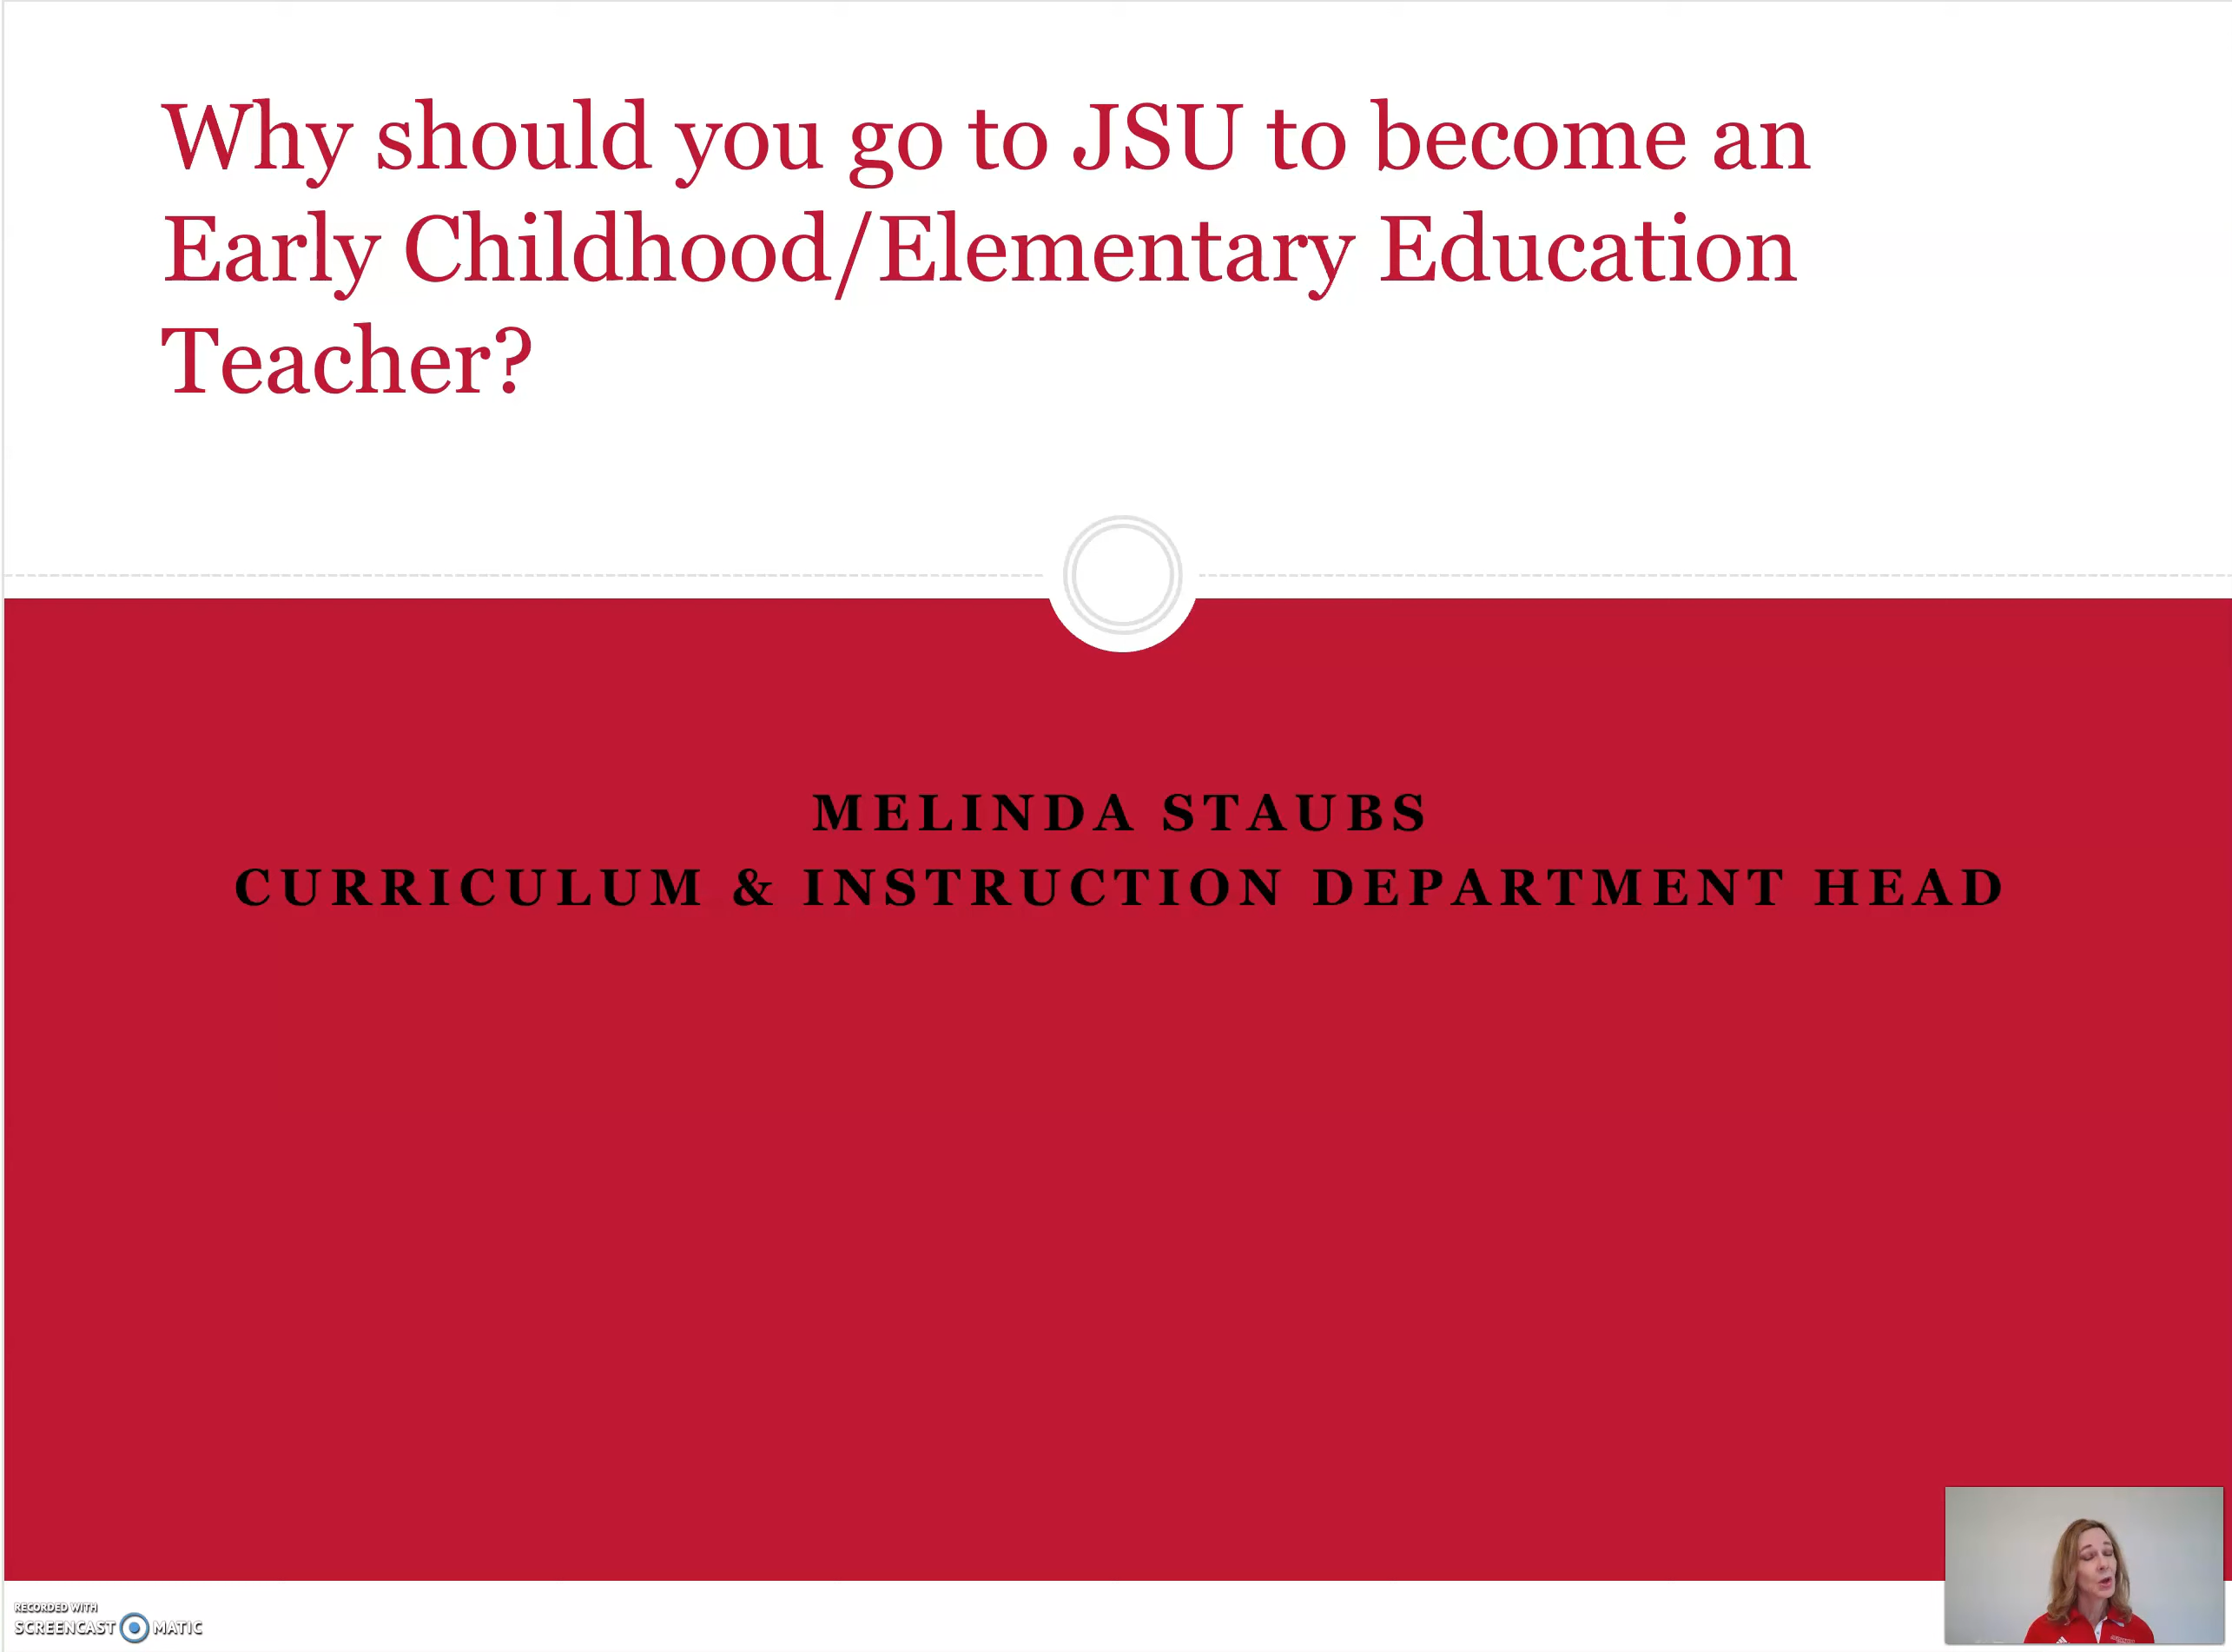 Why should you go to JSU to become an
Early Childhood/Elementary Education
Teacher?
MELINDA STAUBS
CURRICULUM & INSTRUCTION DEPARTMENT HEAD
RECORDED WITH
SCREENCAST MATIC